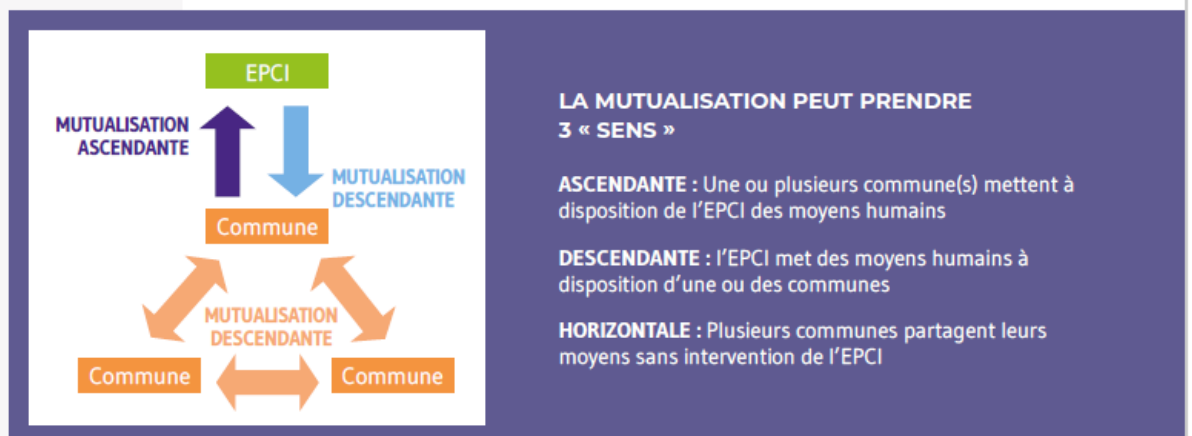 EPCI
MUTUALISATION
ASCENDANTE
MUTUALISATION
DESCENDANTE
Commune
MUTUALISATION
DESCENDANTE
Commune
Commune
LA MUTUALISATION PEUT PRENDRE
3 « SENS »
ASCENDANTE : Une ou plusieurs commune(s) mettent à
disposition de l'EPCI des moyens humains
DESCENDANTE : l'EPCI met des moyens humains à
disposition d'une ou des communes
HORIZONTALE : Plusieurs communes partagent leurs
moyens sans intervention de l'EPCI